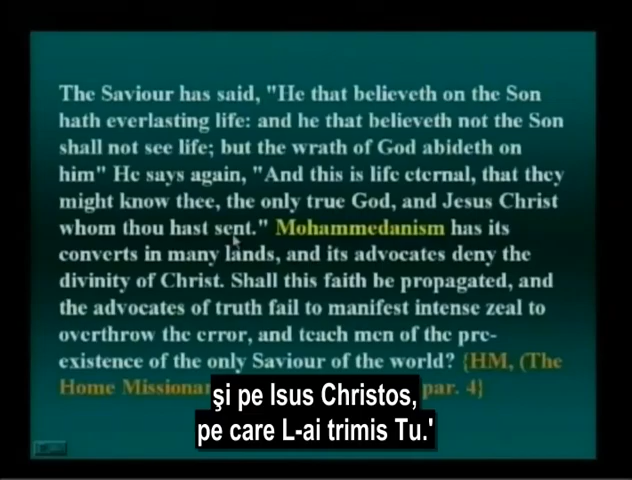 The Saviour has said, "He that believeth on the Son
hath everlasting life: and he that believeth not the Son
shall not see life; but the wrath of God abideth on
him" He says again, "And this is life eternal, that they
might know thee, the only true God, and Jesus Christ
whom thou hast sent." Mohammedanism has its
converts in many lands, and its advocates deny the
divinity of Christ. Shall this faith be propagated, and
the advocates of truth fail to manifest intense zeal to
overthrow the error, and teach men of the pre-
existence of the only Saviour of the world? {HM, (The
Home Missionar par. 4}
şi pe Isus Christos,
pe care L-ai trimis Tu.'